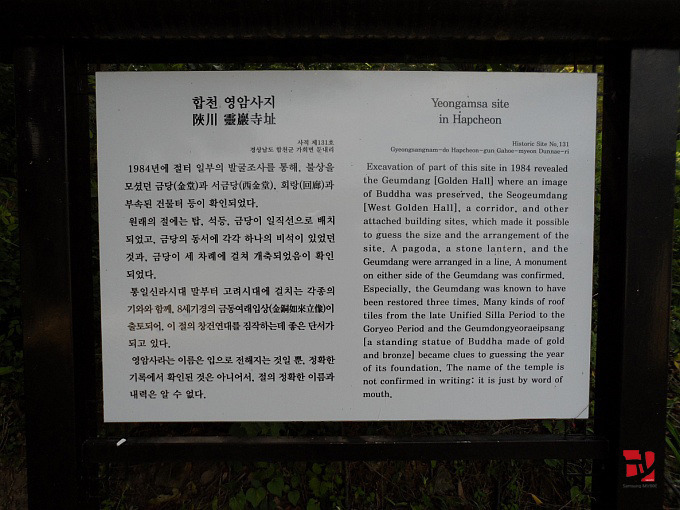 합천 영암사지
陜川 靈巖寺址
사적 제131호
경상남도 합천군 가회면 둔내리
1984년에 절터 일부의 발굴조사를 통해, 불상을
모셨던 금당(金堂)과 서금당(西金堂), 회랑(回廊)과
부속된 건물터 등이 확인되었다.
원래의 절에는 탑, 석등, 금당이 일직선으로 배치
되었고, 금당의 동서에 각각 하나의 비석이 있었던
것과, 금당이 세 차례에 걸쳐 개축되었음이 확인
되었다.
통일신라시대 말부터 고려시대에 걸치는 각종의
기와와 함께, 8세기경의 금동여래입상(金銅如來立像)이
출토되어, 이 절의 창건연대를 짐작하는데 좋은 단서가
되고 있다.
영암사라는 이름은 입으로 전해지는 것일 뿐, 정확한
기록에서 확인된 것은 아니어서, 절의 정확한 이름과
내력은 알 수 없다.
Yeongamsa site
in Hapcheon
Historic Site No.131
Gyeongsangnam-do Hapcheon-gun Gahoe-myeon Dunnae-ri
Excavation of part of this site in 1984 revealed
the Geumdang [Golden Hall] where an image
of Buddha was preserved, the Seogeumdang
[West Golden Hall], a corridor, and other
attached building sites, which made it possible
to guess the size and the arrangement of the
site. A pagoda, a stone lantern, and the
Geumdang were arranged in a line. A monument
on either side of the Geumdang was confirmed.
Especially, the Geumdang was known to have
been restored three times. Many kinds of roof
tiles from the late Unified Silla Period to the
Goryeo Period and the Geumdongyeoraeipsang
[a standing statue of Buddha made of gold
and bronze] became clues to guessing the year
of its foundation. The name of the temple is
not confirmed in writing; it is just by word of
mouth.